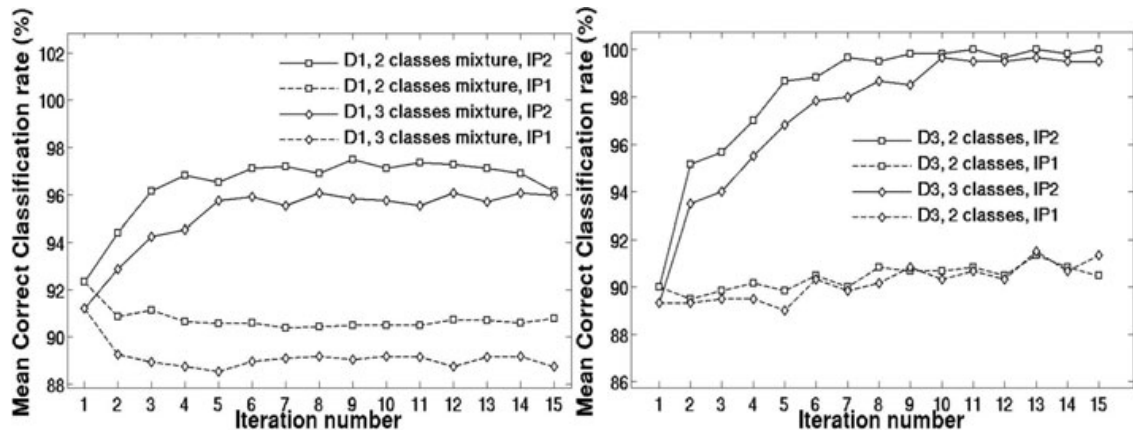 Mean Correct Classification rate (%)
102
100
98
96
94
92
90
88
D1, 2 classes mixture, IP2
D1, 2 classes mixture, IP1
D1, 3 classes mixture, IP2
D1, 3 classes mixture, IP1
1 2 3 4 5 6 7 8 9 10 11 12 13 14 15
Iteration number
Mean Correct Classification rate (%)
100
98
96
94
92
90
88
86
D3, 2 classes, IP2
D3, 2 classes, IP1
D3, 3 classes, IP2
D3, 2 classes, IP1
1 2 3 4 5 6 7 8 9 10 11 12 13 14 15
Iteration number